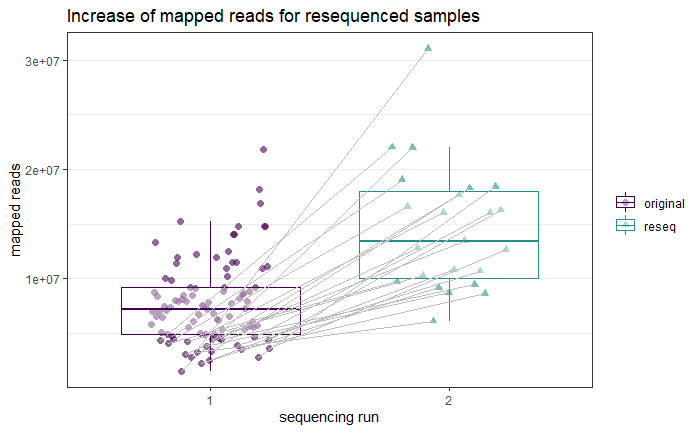 Increase of mapped reads for resequenced samples
mapped reads
3e+07
2e+07
1e+07
1
2
sequencing run
original
reseq